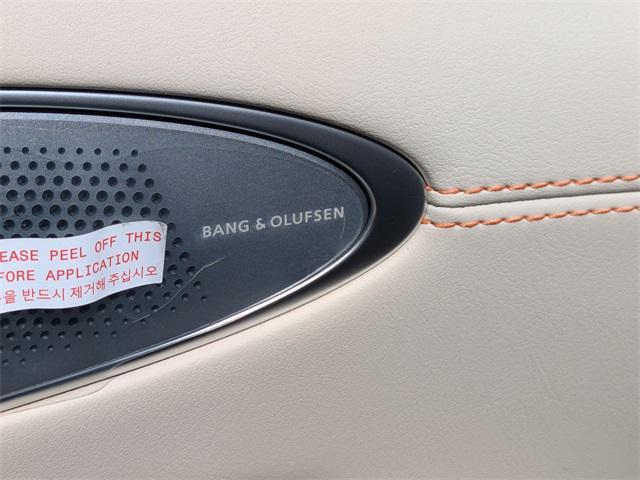 BANG & OLUFSEN
EASE PEEL OFF THIS
FORE APPLICATION
을 반드시 제거해 주십시오